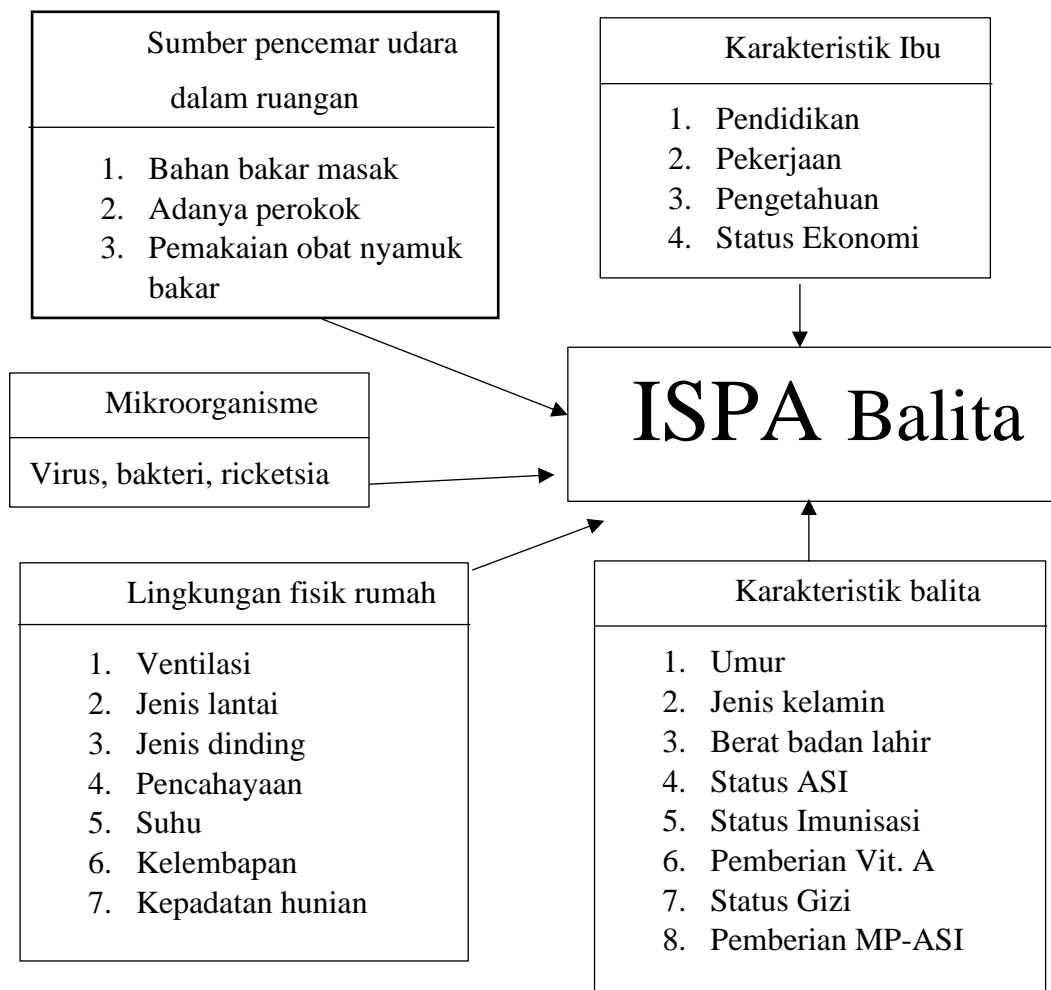 Sumber pencemar udara
dalam ruangan
1. Bahan bakar masak
2. Adanya perokok
3. Pemakaian obat nyamuk
bakar
Karakteristik Ibu
1. Pendidikan
2. Pekerjaan
3. Pengetahuan
4. Status Ekonomi
Mikroorganisme
Virus, bakteri, ricketsia
ISPA Balita
Lingkungan fisik rumah
1. Ventilasi
2. Jenis lantai
3. Jenis dinding
4. Pencahayaan
5. Suhu
6. Kelembapan
7. Kepadatan hunian
Karakteristik balita
1. Umur
2. Jenis kelamin
3. Berat badan lahir
4. Status ASI
5. Status Imunisasi
6. Pemberian Vit. A
7. Status Gizi
8. Pemberian MP-ASI